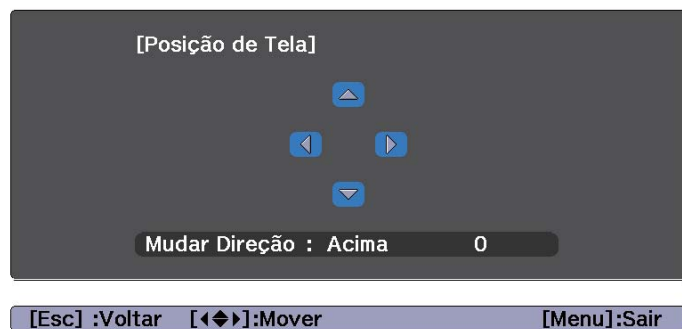 [Posição de Tela]
Mudar Direção : Acima 0
[Esc] :Voltar [◀◆▶]:Mover [Menu]:Sair